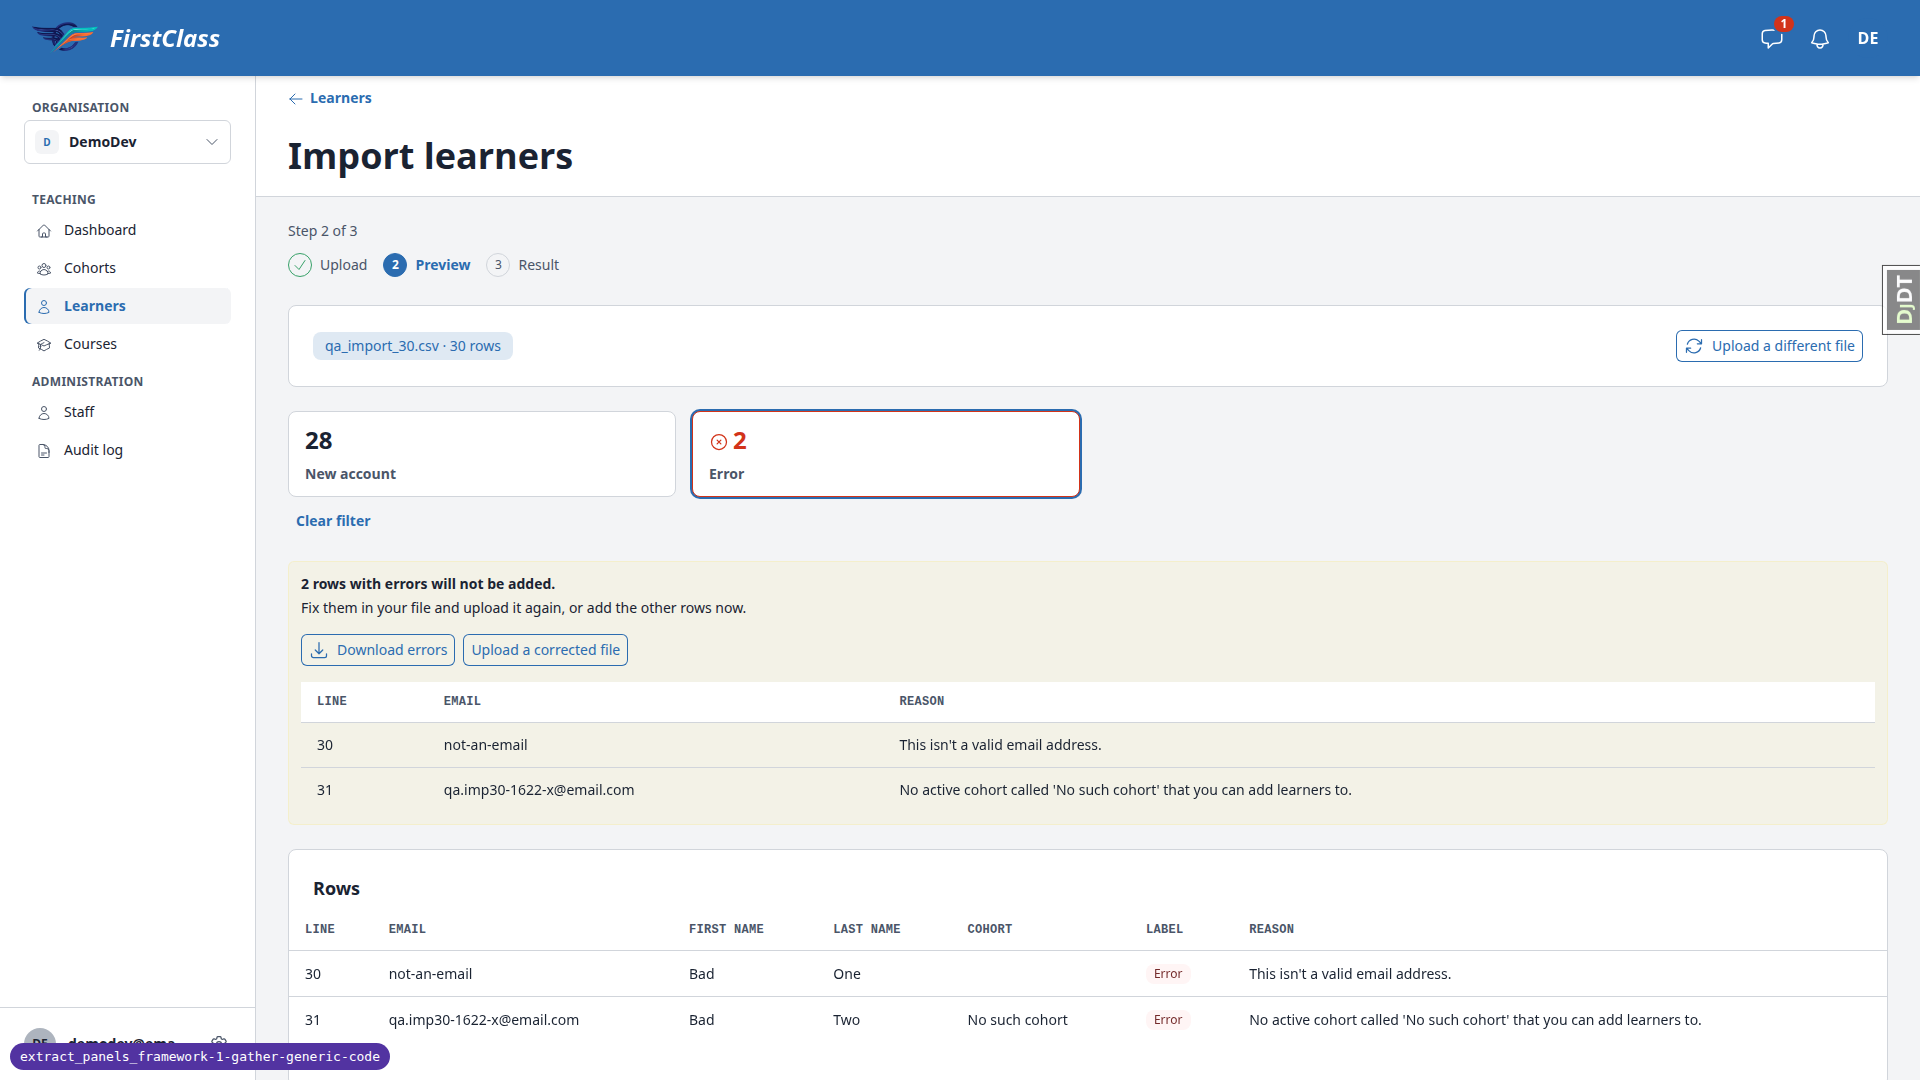 FirstClass
1
DE
ORGANISATION
D DemoDev
TEACHING
Dashboard
Cohorts
Learners
Courses
ADMINISTRATION
Staff
Audit log
extract_panels_framework-1-gather-generic-code
Learners
Import learners
Step 2 of 3
Upload 2 Preview 3 Result
qa_import_30.csv · 30 rows
Upload a different file
28
New account
2
Error
Clear filter
2 rows with errors will not be added.
Fix them in your file and upload it again, or add the other rows now.
Download errors Upload a corrected file
LINE EMAIL REASON
30 not-an-email This isn't a valid email address.
31 qa.imp30-1622-x@email.com No active cohort called 'No such cohort' that you can add learners to.
Rows
LINE EMAIL FIRST NAME LAST NAME COHORT LABEL REASON
30 not-an-email Bad One Error This isn't a valid email address.
31 qa.imp30-1622-x@email.com Bad Two No such cohort Error No active cohort called 'No such cohort' that you can add learners to.
DjDT